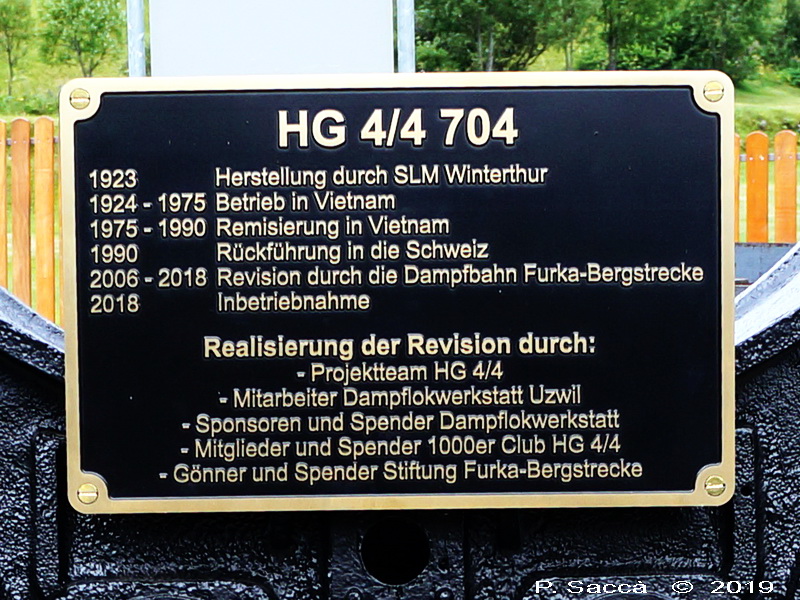 HG 4/4 704
1923 Herstellung durch SLM Winterthur
1924 - 1975 Betrieb in Vietnam
1975 - 1990 Remisierung in Vietnam
1990 Rückführung in die Schweiz
2006 - 2018 Revision durch die Dampfbahn Furka-Bergstrecke
2018 Inbetriebnahme
Realisierung der Revision durch:
- Projektteam HG 4/4
- Mitarbeiter Dampflokwerkstatt Uzwil
- Sponsoren und Spender Dampflokwerkstatt
- Mitglieder und Spender 1000er Club HG 4/4
- Gönner und Spender Stiftung Furka-Bergstrecke
P. Saccà © 2019